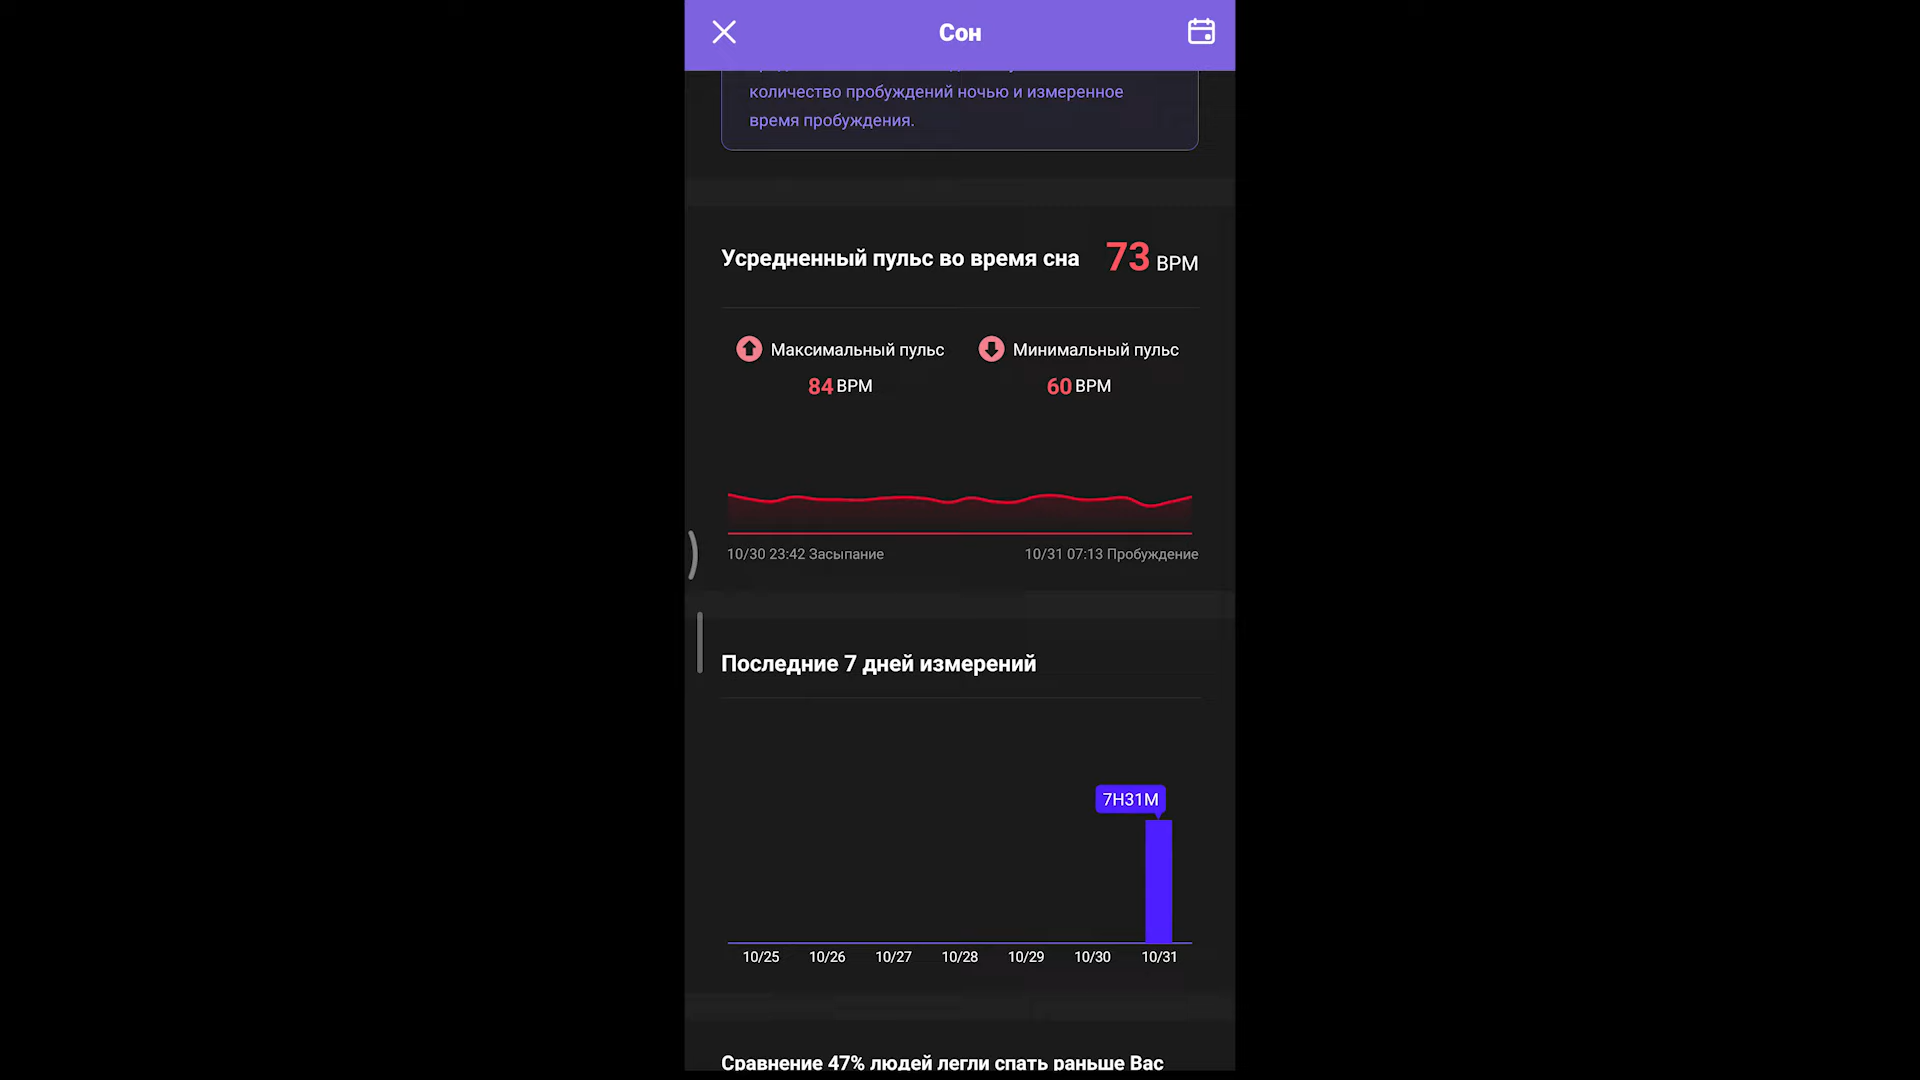 Сон
количество пробуждений ночью и измеренное
время пробуждения.
Усредненный пульс во время сна 73 BPM
Максимальный пульс Минимальный пульс
84 BPM 60 BPM
10/30 23:42 Засыпание 10/31 07:13 Пробуждение
Последние 7 дней измерений
7H31M
10/25 10/26 10/27 10/28 10/29 10/30 10/31
Сравнение 47% людей легли спать раньше Вас